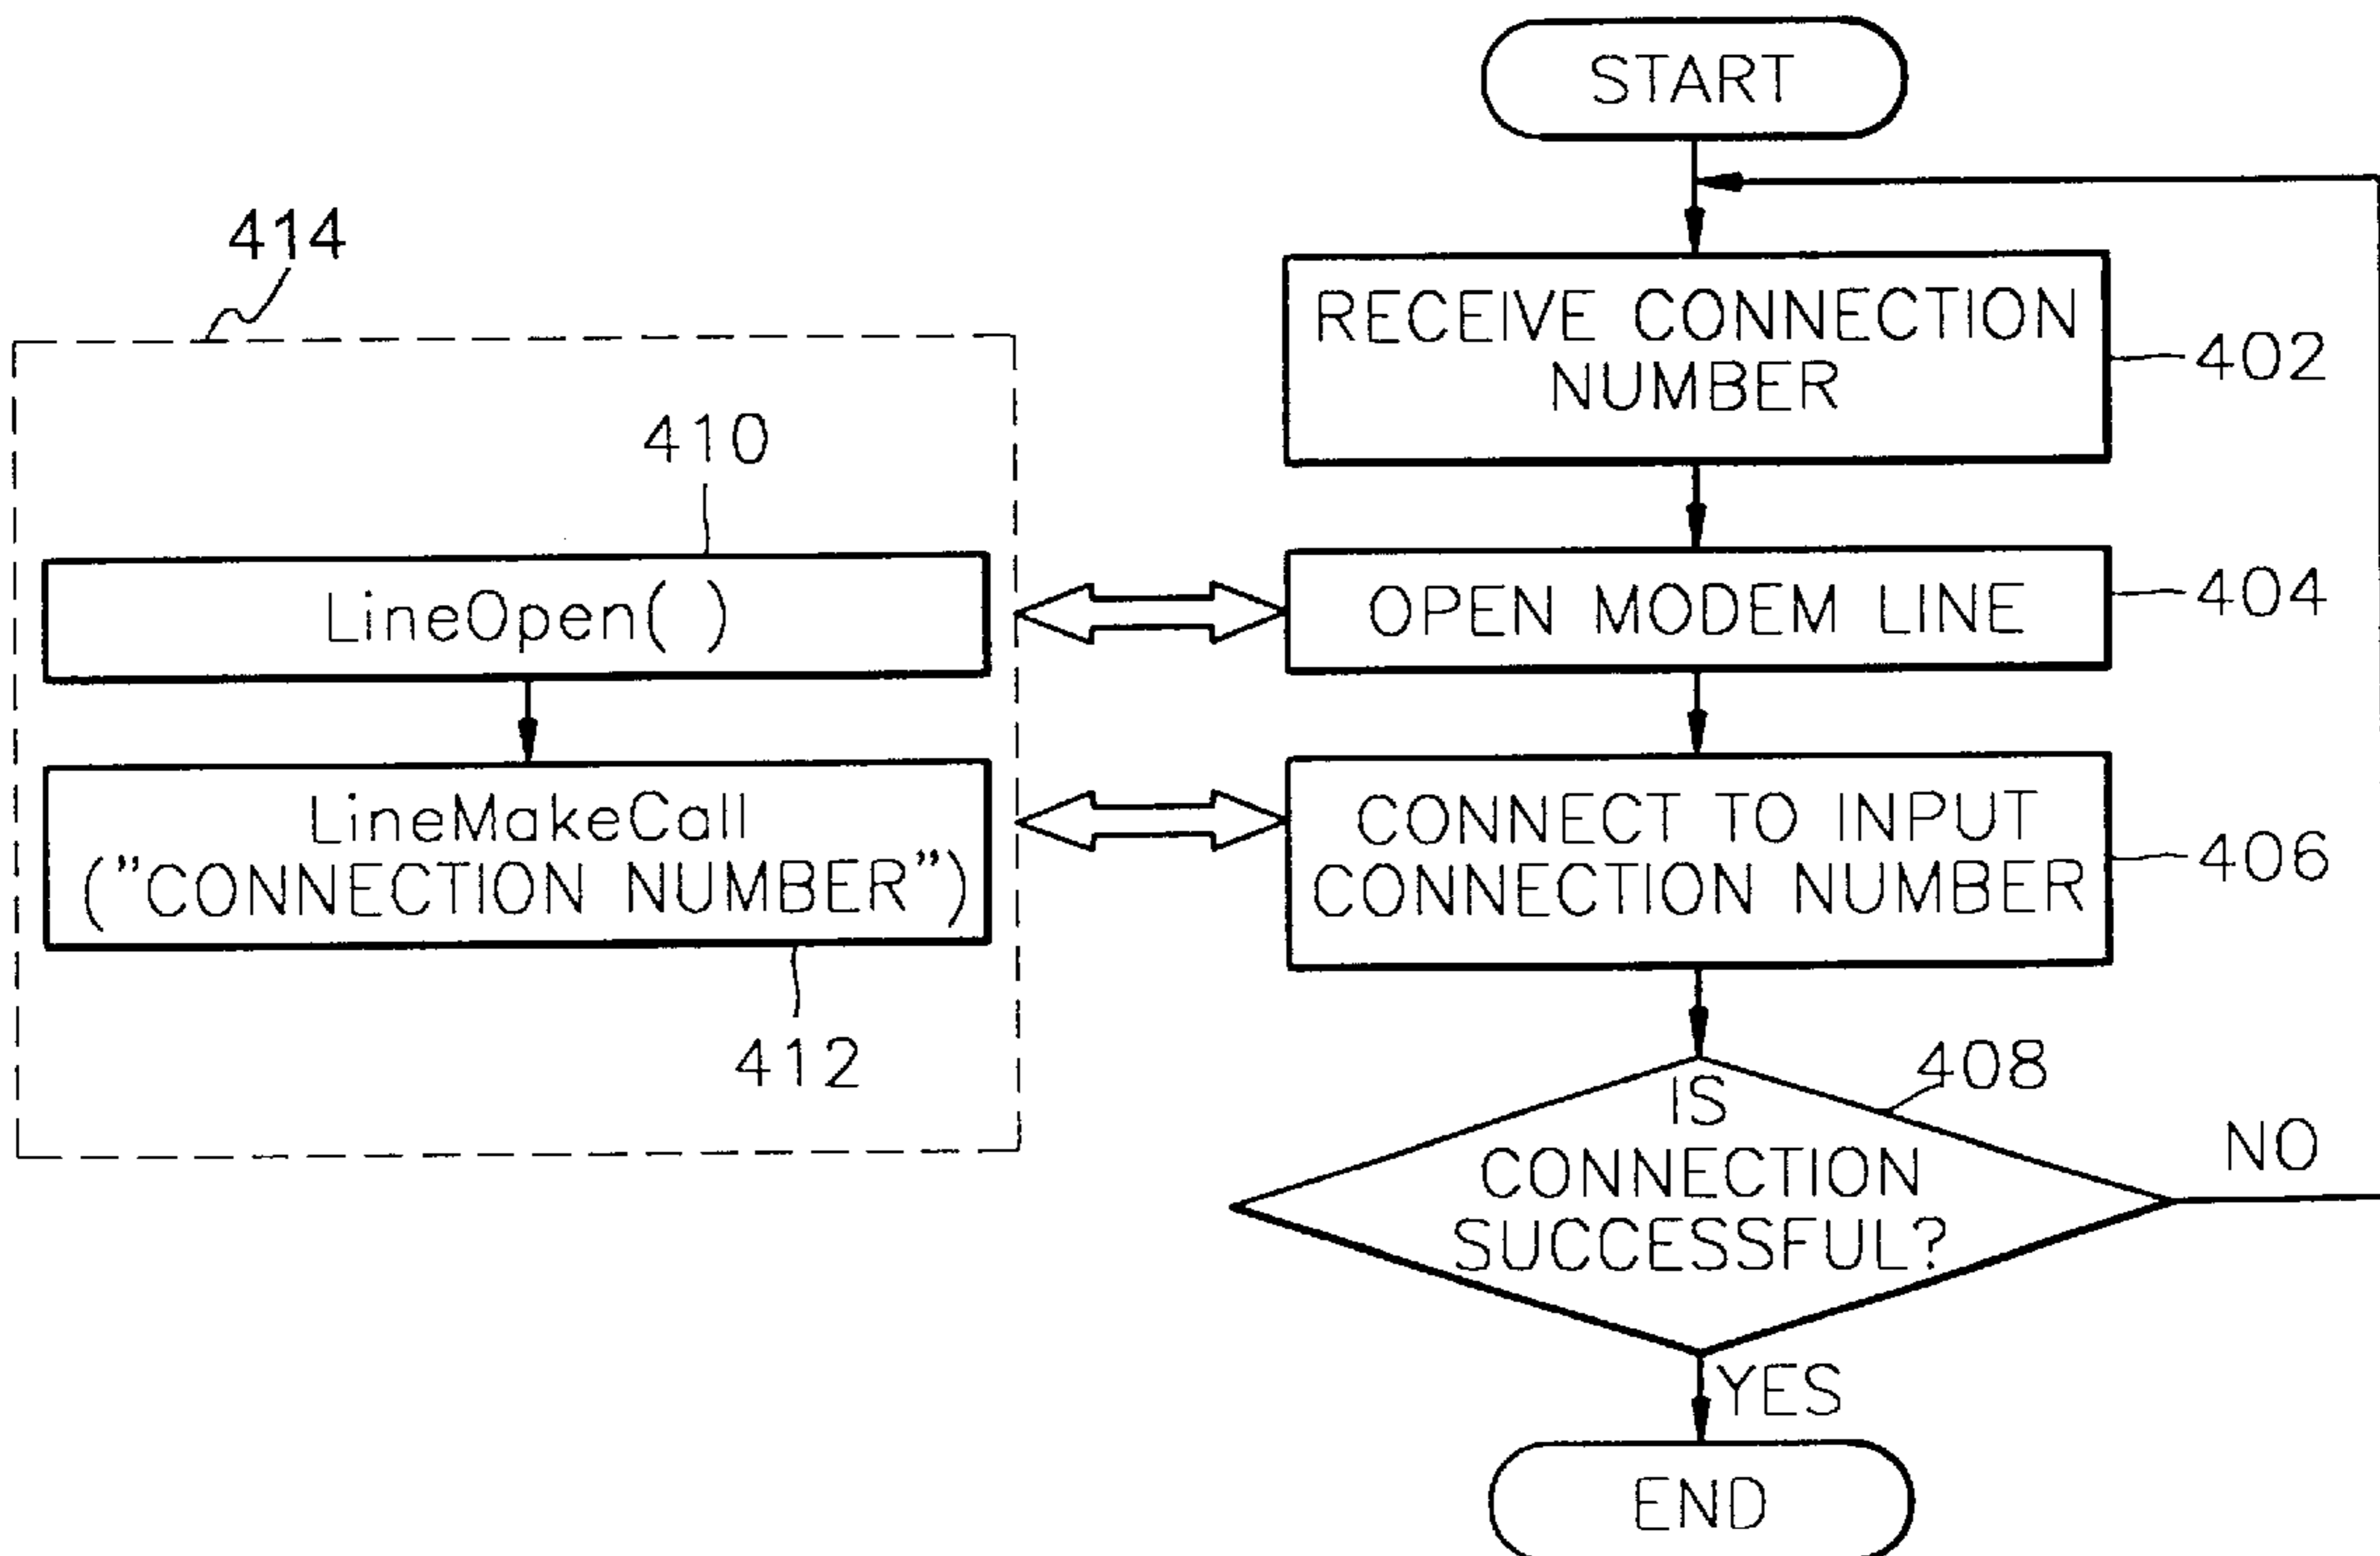 START
414
RECEIVE CONNECTION
NUMBER
402
410
LineOpen( )
OPEN MODEM LINE
404
LineMakeCall
("CONNECTION NUMBER")
CONNECT TO INPUT
CONNECTION NUMBER
406
412
408
IS
CONNECTION
SUCCESSFUL?
NO
YES
END